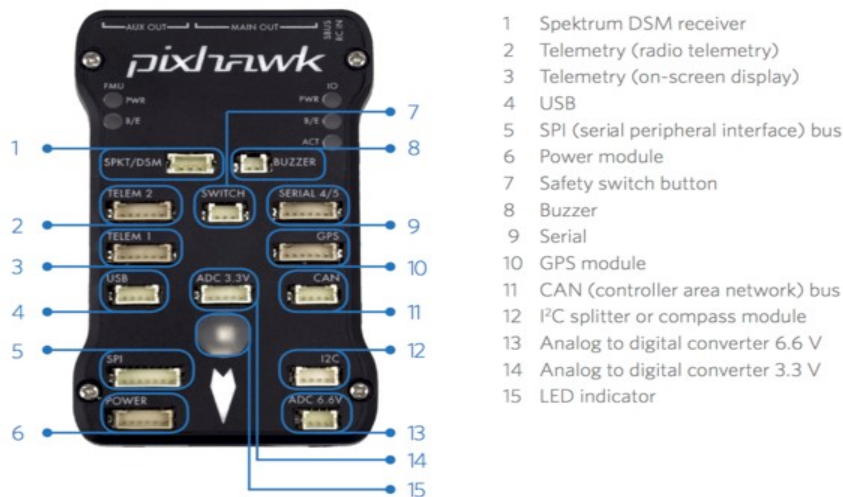 AUX OUT
MAIN OUT
SBUS
RC IN
pixhawk
FMU
IO
PWR
PWR
B/E
B/E
ACT
SPKT/DSM
BUZZER
TELEM 2
SWITCH
SERIAL 4/5
TELEM 1
GPS
USB
ADC 3.3V
CAN
SPI
I2C
POWER
ADC 6.6V
1
2
3
4
5
6
7
8
9
10
11
12
13
14
15
1 Spektrum DSM receiver
2 Telemetry (radio telemetry)
3 Telemetry (on-screen display)
4 USB
5 SPI (serial peripheral interface) bus
6 Power module
7 Safety switch button
8 Buzzer
9 Serial
10 GPS module
11 CAN (controller area network) bus
12 I²C splitter or compass module
13 Analog to digital converter 6.6 V
14 Analog to digital converter 3.3 V
15 LED indicator